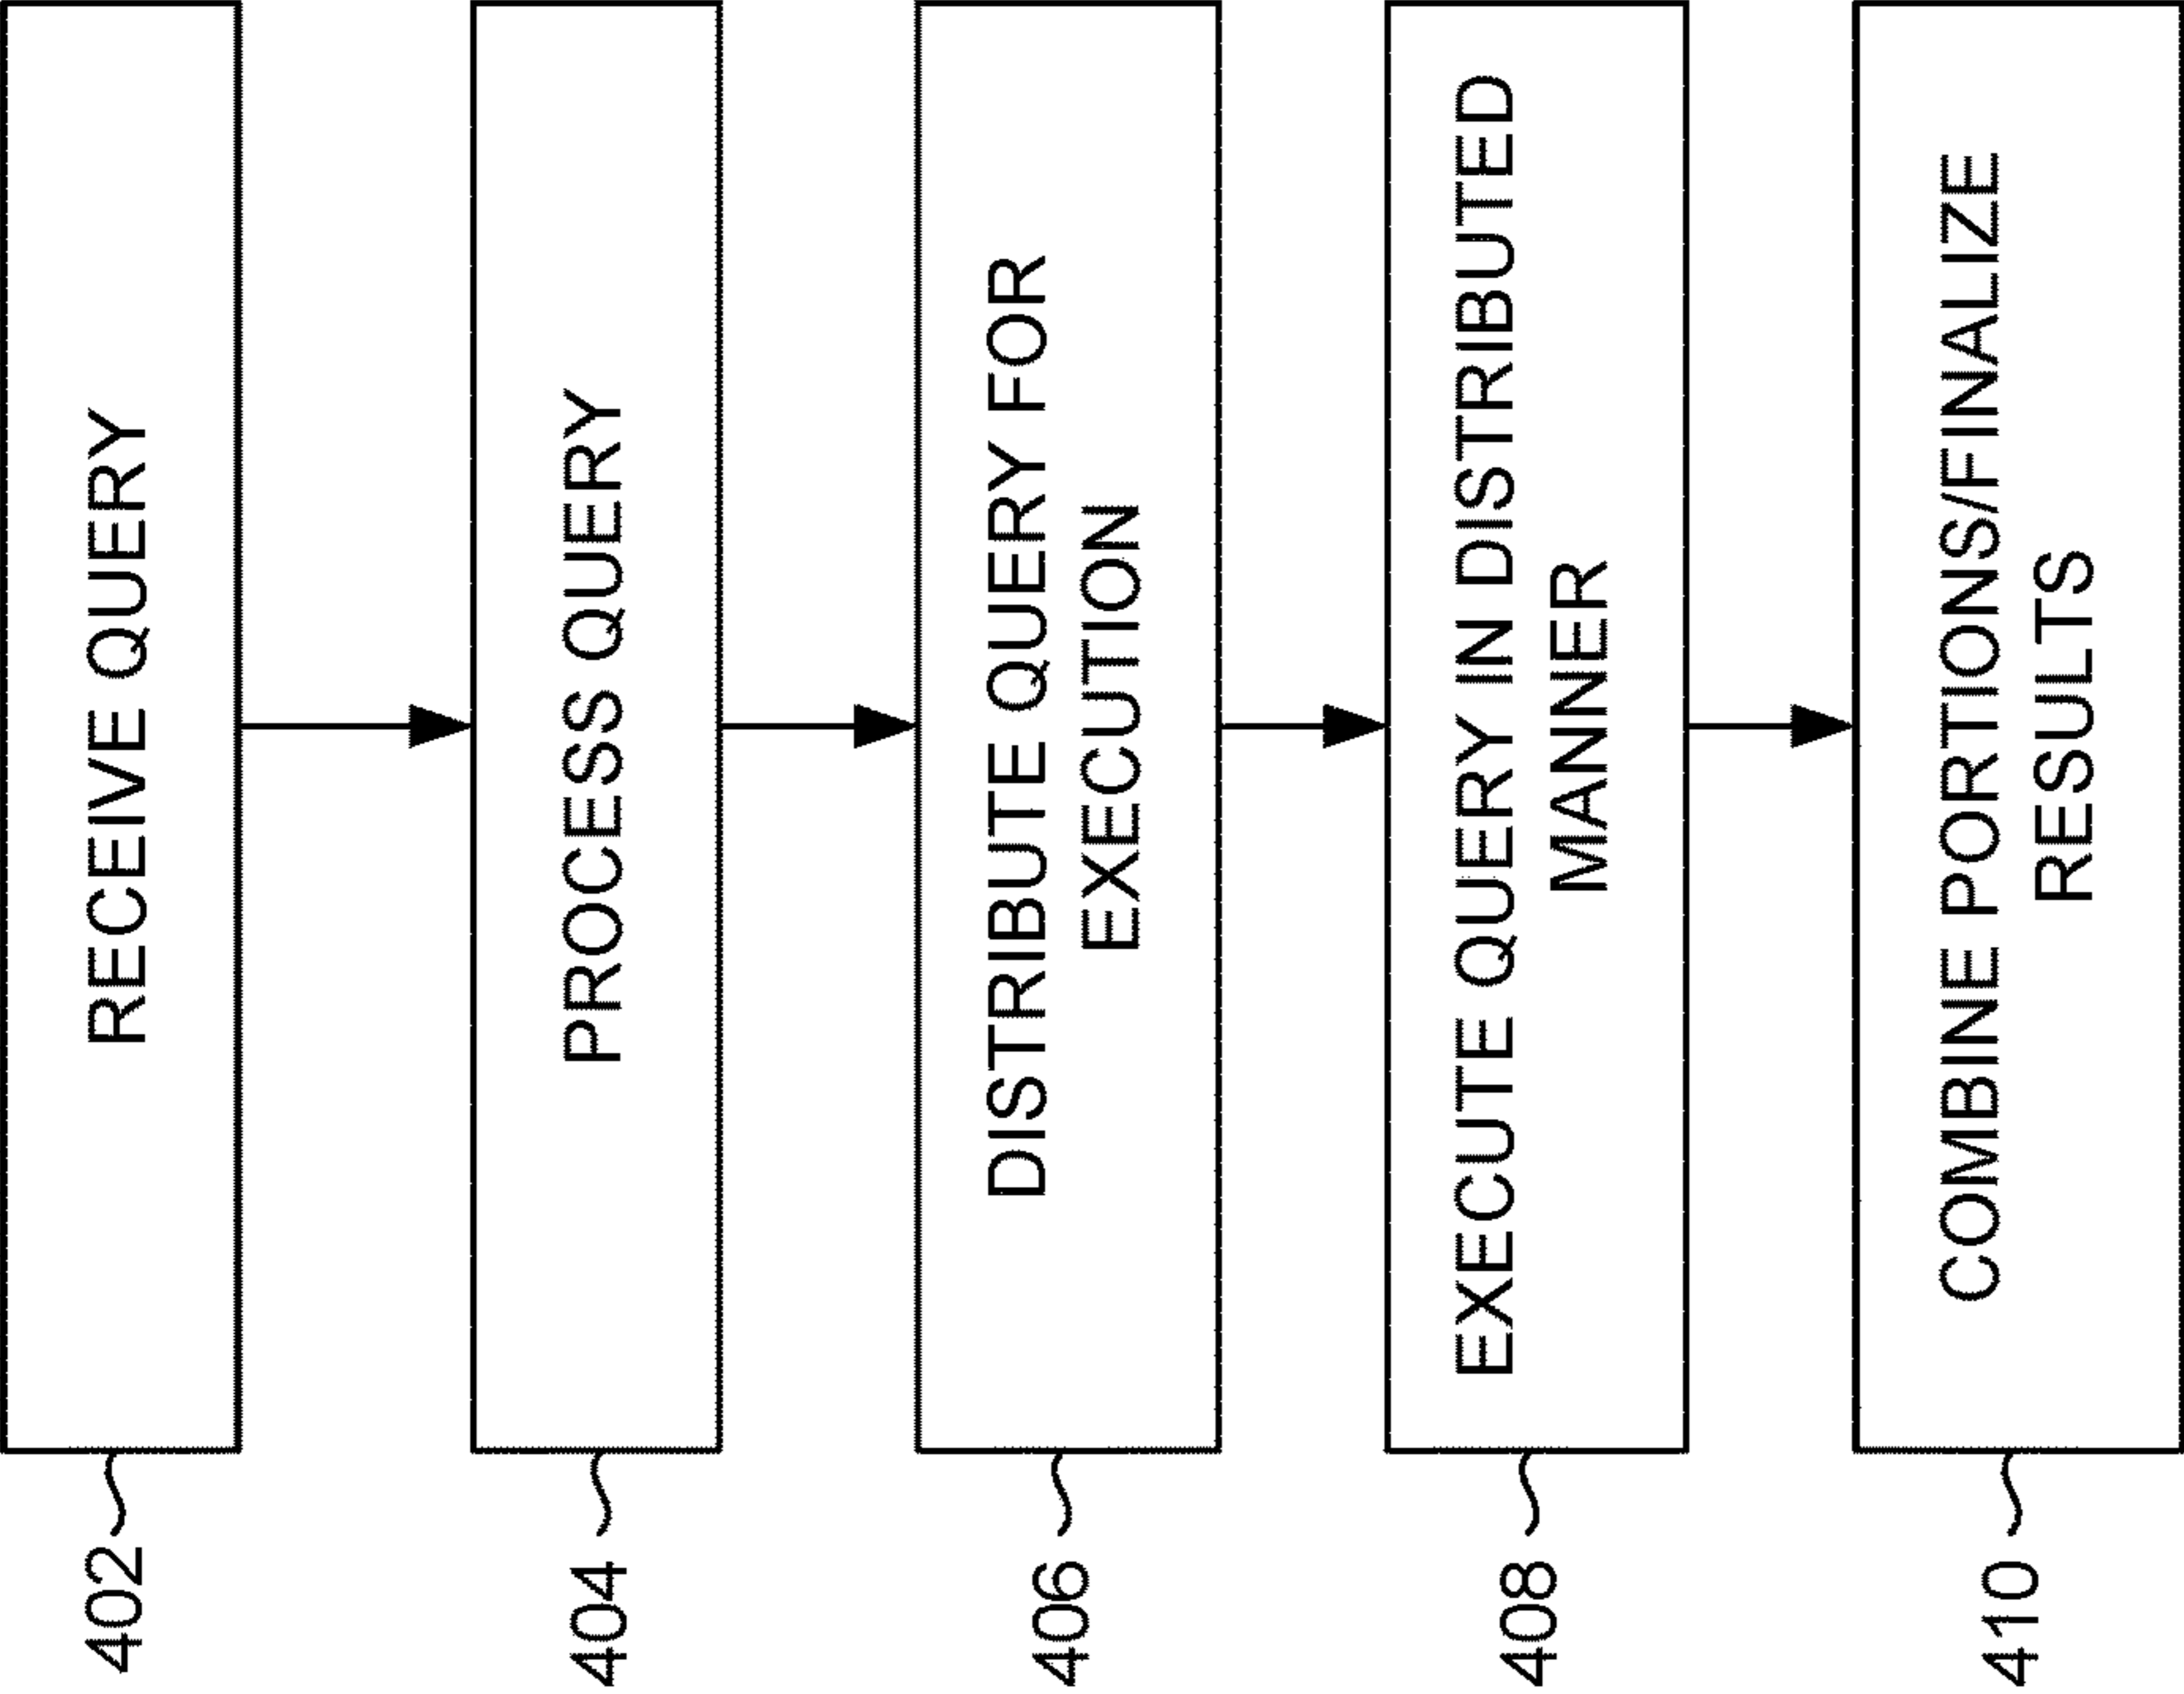 402
RECEIVE QUERY
404
PROCESS QUERY
406
DISTRIBUTE QUERY FOR
EXECUTION
408
EXECUTE QUERY IN DISTRIBUTED
MANNER
410
COMBINE PORTIONS/FINALIZE
RESULTS